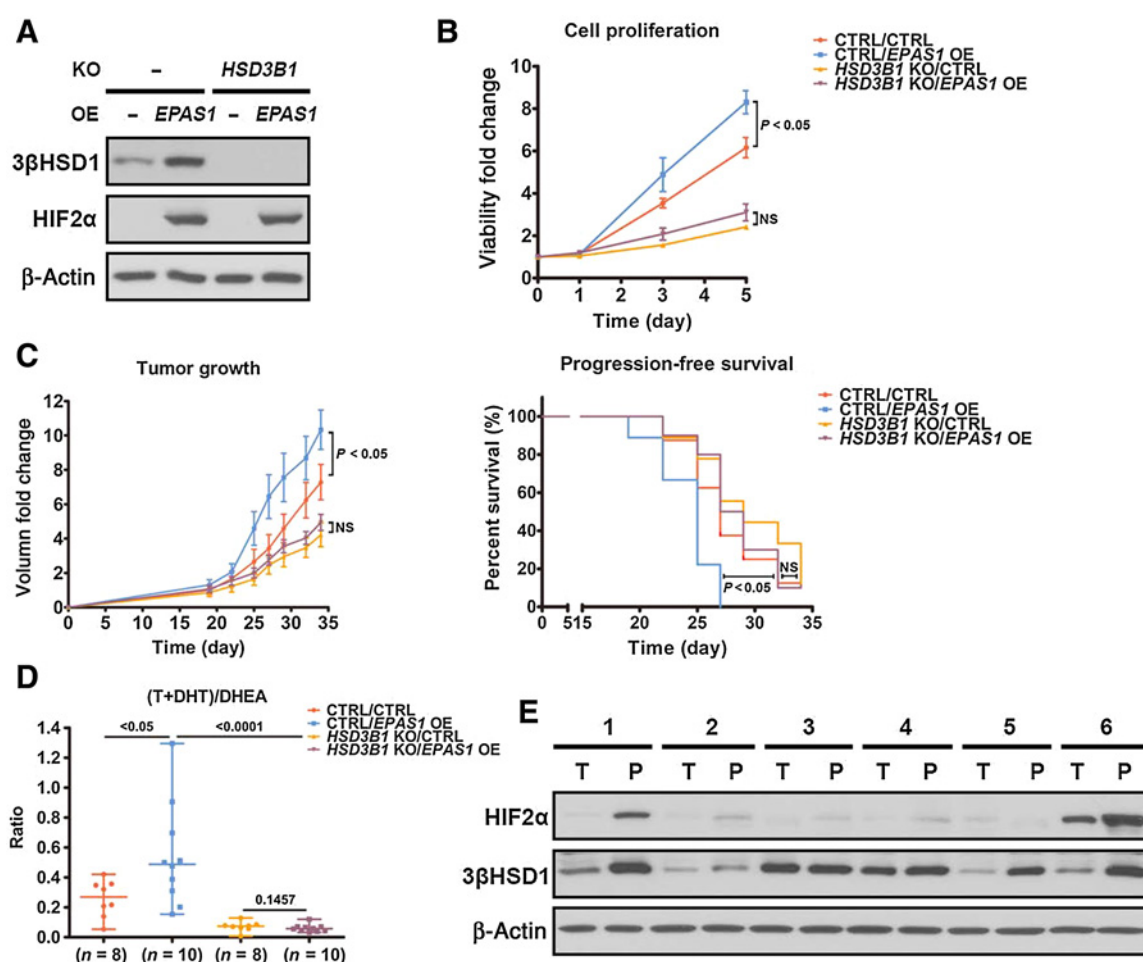 A
KO – HSD3B1
OE – EPAS1 – EPAS1
3βHSD1
HIF2α
β-Actin
B
Cell proliferation
CTRL/CTRL
CTRL/EPAS1 OE
HSD3B1 KO/CTRL
HSD3B1 KO/EPAS1 OE
Viability fold change
10
8
6
4
2
0
P < 0.05
NS
0 1 2 3 4 5
Time (day)
C
Tumor growth
Volumn fold change
12
10
8
6
4
2
0
P < 0.05
NS
0 5 10 15 20 25 30 35
Time (day)
Progression-free survival
CTRL/CTRL
CTRL/EPAS1 OE
HSD3B1 KO/CTRL
HSD3B1 KO/EPAS1 OE
Percent survival (%)
100
80
60
40
20
0
NS
P < 0.05
0 515 20 25 30 35
Time (day)
D
(T+DHT)/DHEA
CTRL/CTRL
CTRL/EPAS1 OE
HSD3B1 KO/CTRL
HSD3B1 KO/EPAS1 OE
<0.05 <0.0001
Ratio
1.4
1.2
1.0
0.8
0.6
0.4
0.2
0.0
0.1457
(n = 8) (n = 10) (n = 8) (n = 10)
E
1 2 3 4 5 6
T P T P T P T P T P T P
HIF2α
3βHSD1
β-Actin